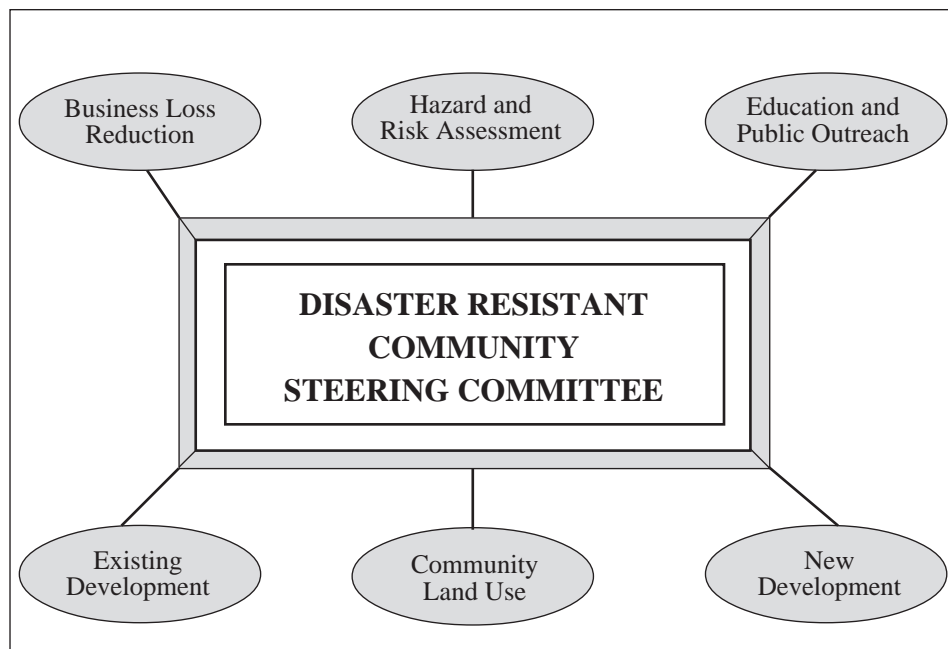 Business Loss
Reduction
Hazard and
Risk Assessment
Education and
Public Outreach
DISASTER RESISTANT
COMMUNITY
STEERING COMMITTEE
Existing
Development
Community
Land Use
New
Development